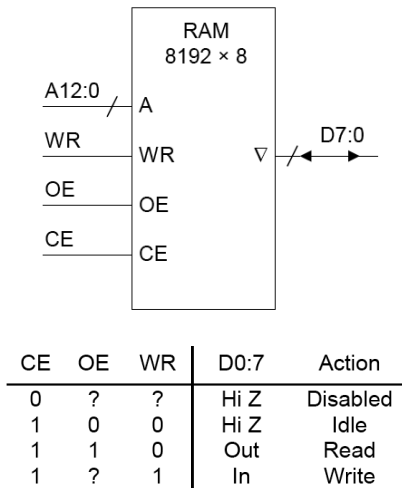 RAM
8192 × 8
A12:0
A
WR
WR
∇
D7:0
OE
OE
CE
CE
CE OE WR D0:7 Action
0 ? ? Hi Z Disabled
1 0 0 Hi Z Idle
1 1 0 Out Read
1 ? 1 In Write